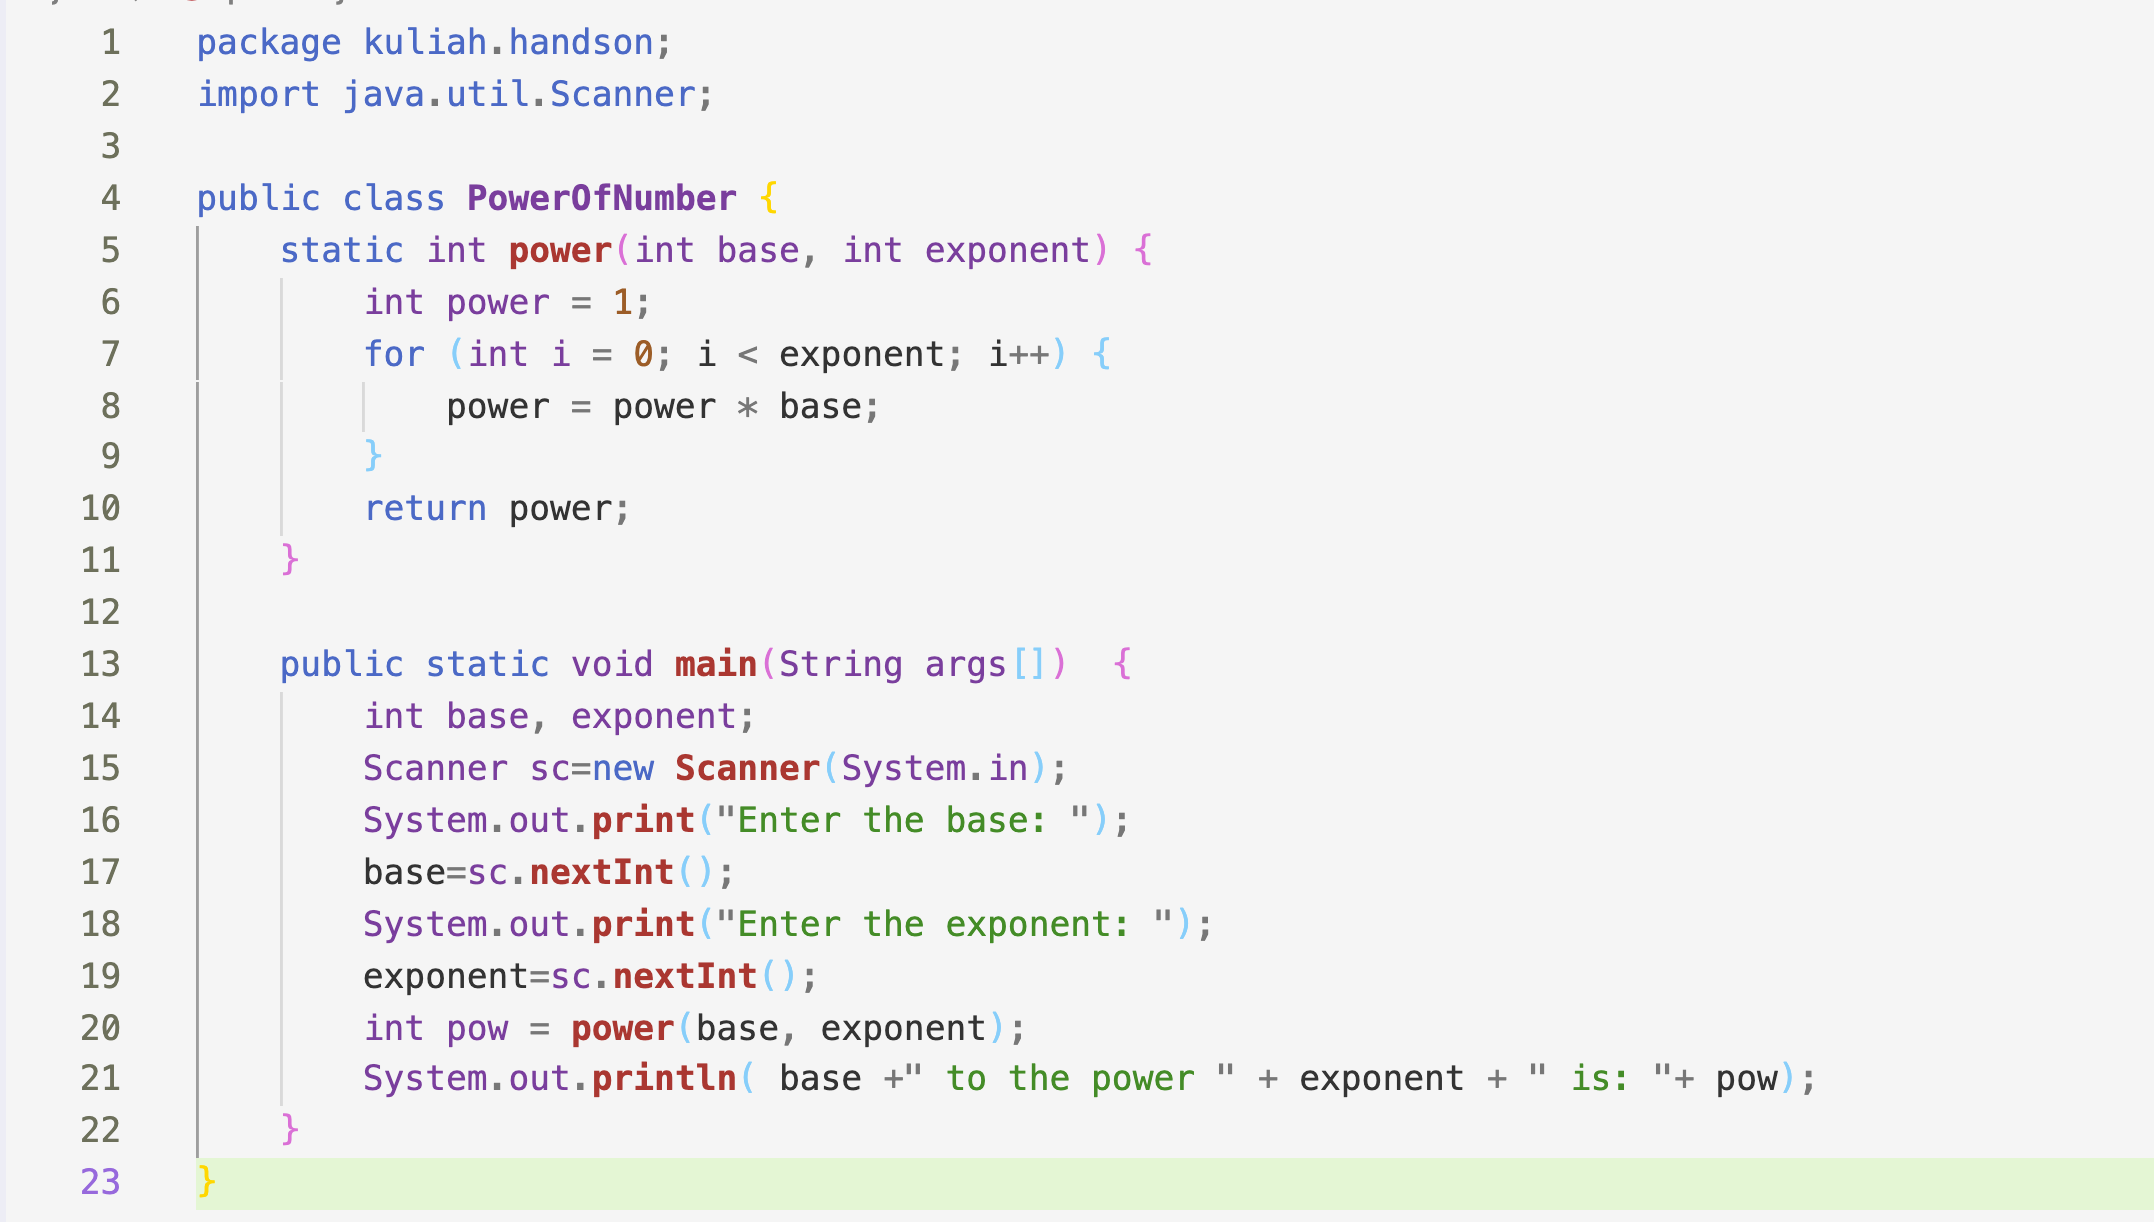 1 package kuliah.handson;
2 import java.util.Scanner;
3
4 public class PowerOfNumber {
5     static int power(int base, int exponent) {
6         int power = 1;
7         for (int i = 0; i < exponent; i++) {
8             power = power * base;
9         }
10         return power;
11     }
12
13     public static void main(String args[])  {
14         int base, exponent;
15         Scanner sc=new Scanner(System.in);
16         System.out.print("Enter the base: ");
17         base=sc.nextInt();
18         System.out.print("Enter the exponent: ");
19         exponent=sc.nextInt();
20         int pow = power(base, exponent);
21         System.out.println( base +" to the power " + exponent + " is: "+ pow);
22     }
23 }